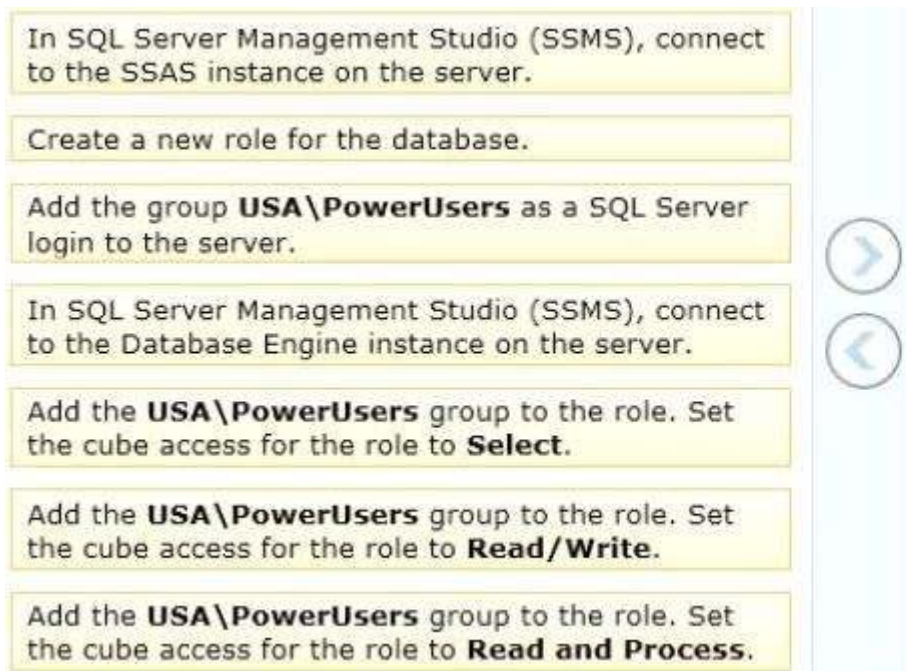 In SQL Server Management Studio (SSMS), connect
to the SSAS instance on the server.
Create a new role for the database.
Add the group USA\PowerUsers as a SQL Server
login to the server.
In SQL Server Management Studio (SSMS), connect
to the Database Engine instance on the server.
Add the USA\PowerUsers group to the role. Set
the cube access for the role to Select.
Add the USA\PowerUsers group to the role. Set
the cube access for the role to Read/Write.
Add the USA\PowerUsers group to the role. Set
the cube access for the role to Read and Process.